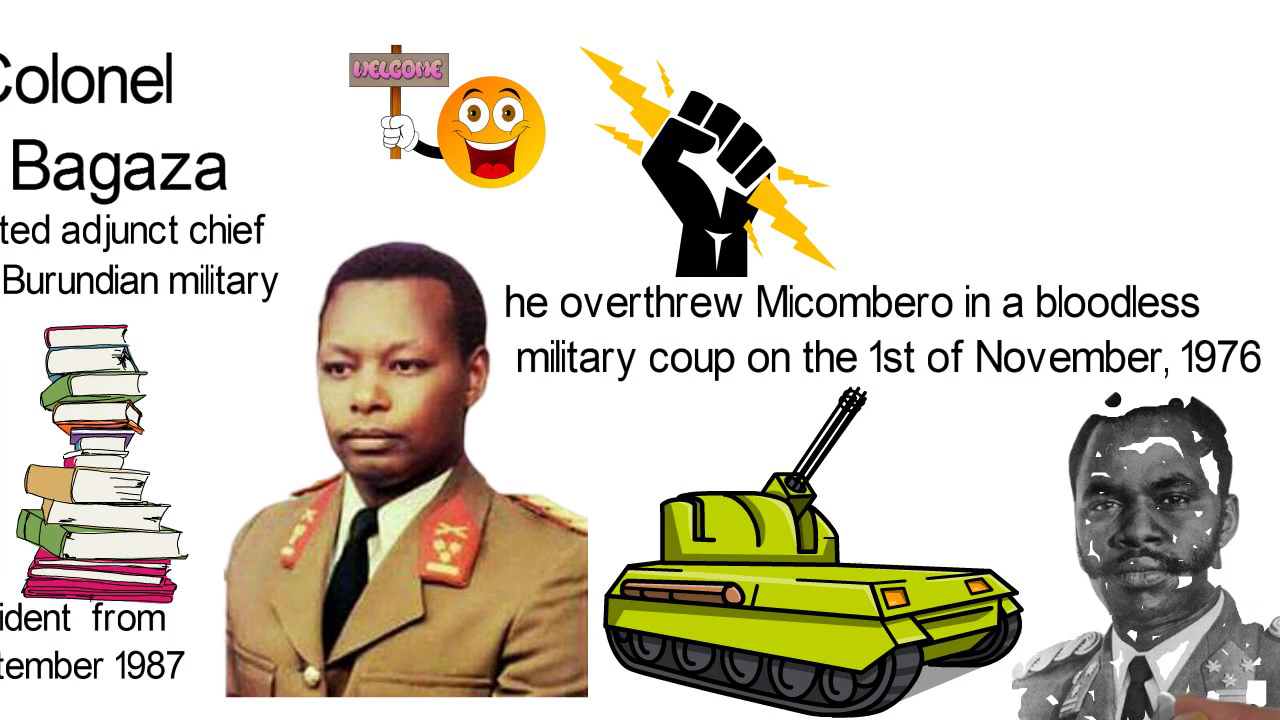 Colonel
Bagaza
ted adjunct chief
Burundian military
ident from
tember 1987
WELCOME
he overthrew Micombero in a bloodless
military coup on the 1st of November, 1976